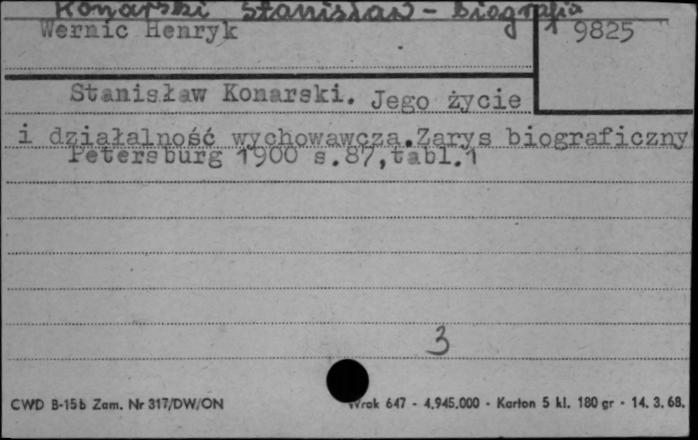 Konarski Stanisław - Biografia
Wernic Henryk
9825
Stanisław Konarski. Jego życie
i działalność wychowawcza. Zarys biograficzny
Petersburg 1900 s.87, tabl.1
3
CWD B-15b Zam. Nr 317/DW/ON
Wrak 647 - 4.945.000 - Karton 5 kl. 180 gr - 14. 3. 68.